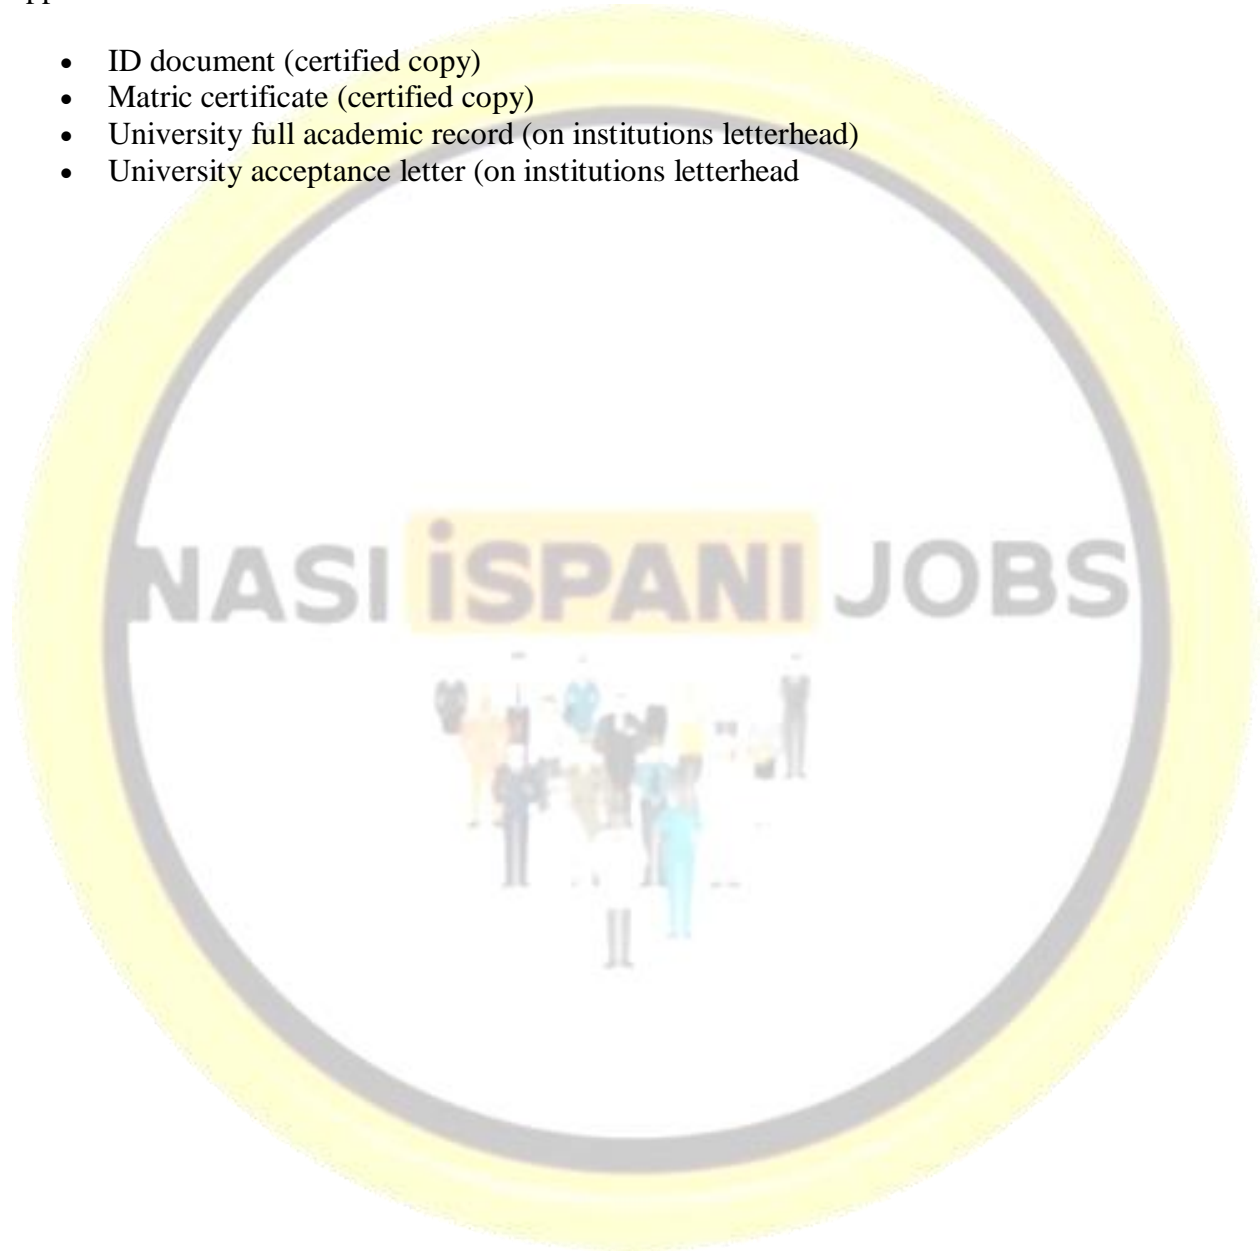 • ID document (certified copy)
• Matric certificate (certified copy)
• University full academic record (on institutions letterhead)
• University acceptance letter (on institutions letterhead
NASI iSPANI JOBS